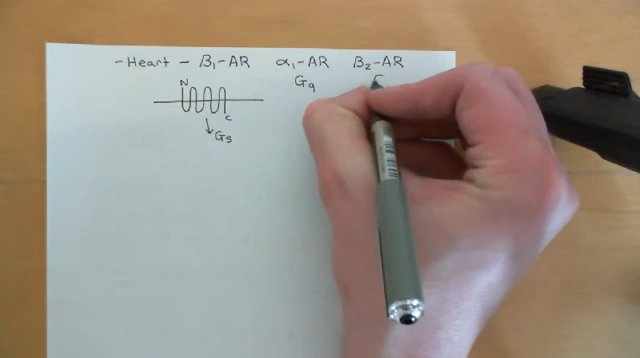 - Heart - β₁-AR α₁-AR β₂-AR
N Gq
C
Gs